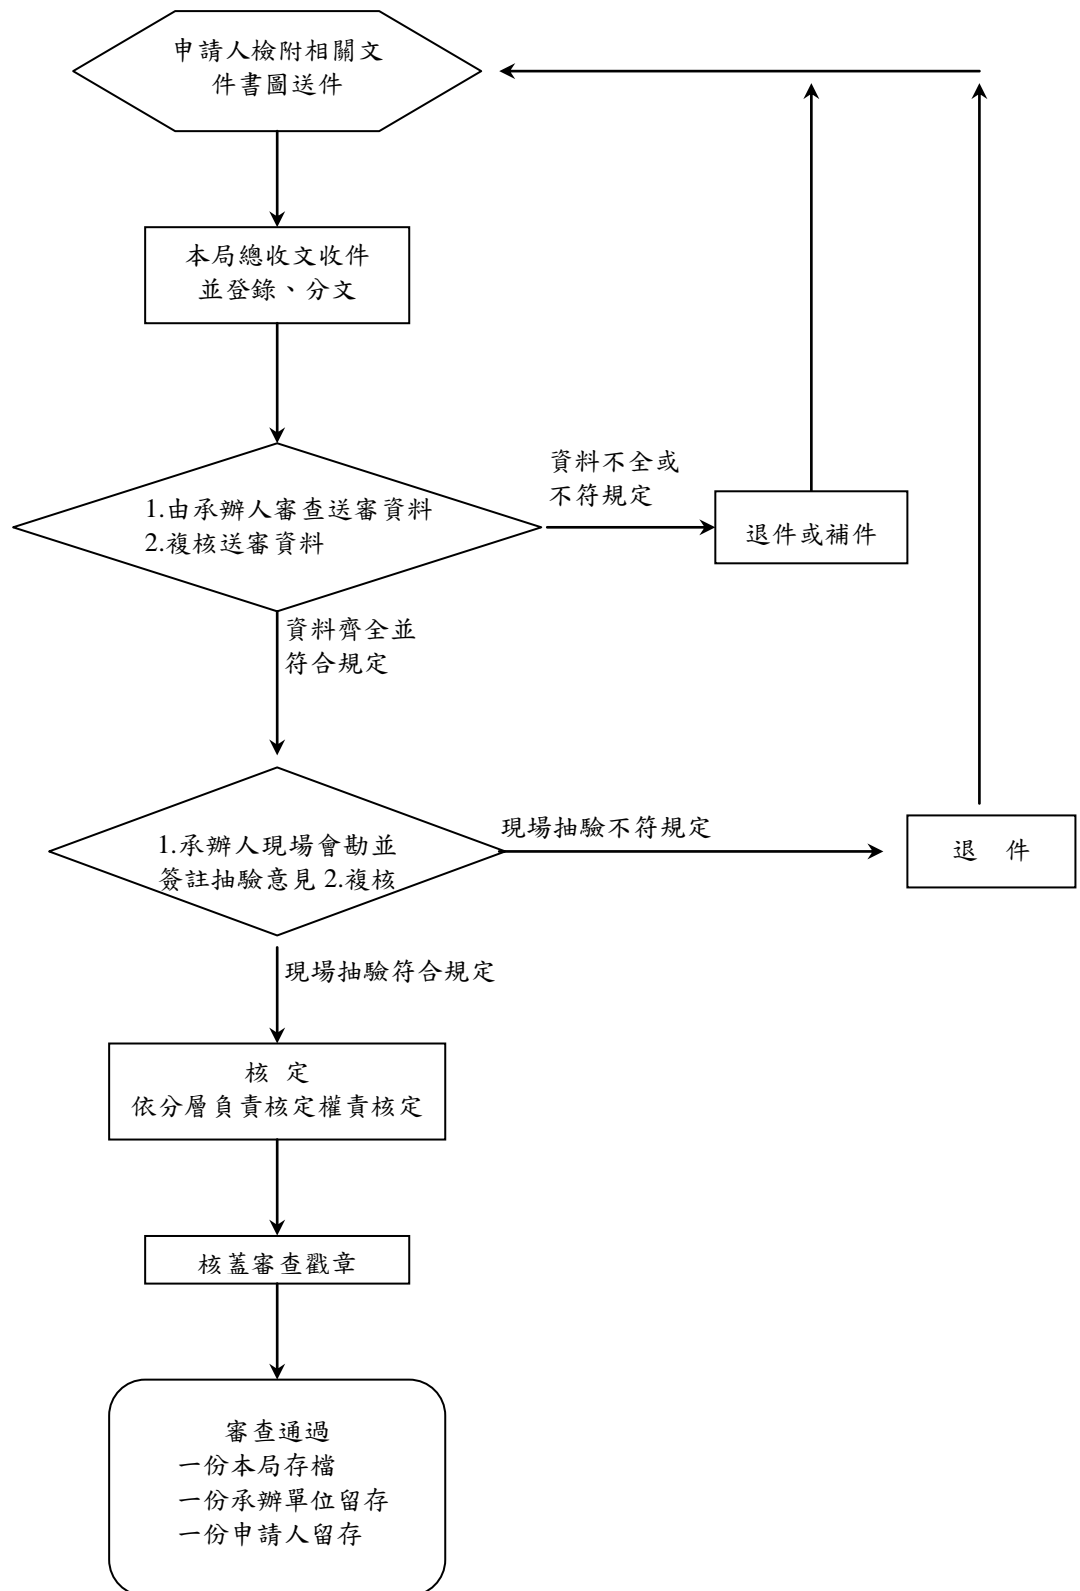 申請人檢附相關文
件書圖送件
本局總收文收件
並登錄、分文
資料不全或
不符規定
1.由承辦人審查送審資料
2.複核送審資料
退件或補件
資料齊全並
符合規定
現場抽驗不符規定
1.承辦人現場會勘並
簽註抽驗意見 2.複核
退 件
現場抽驗符合規定
核 定
依分層負責核定權責核定
核蓋審查戳章
審查通過
一份本局存檔
一份承辦單位留存
一份申請人留存